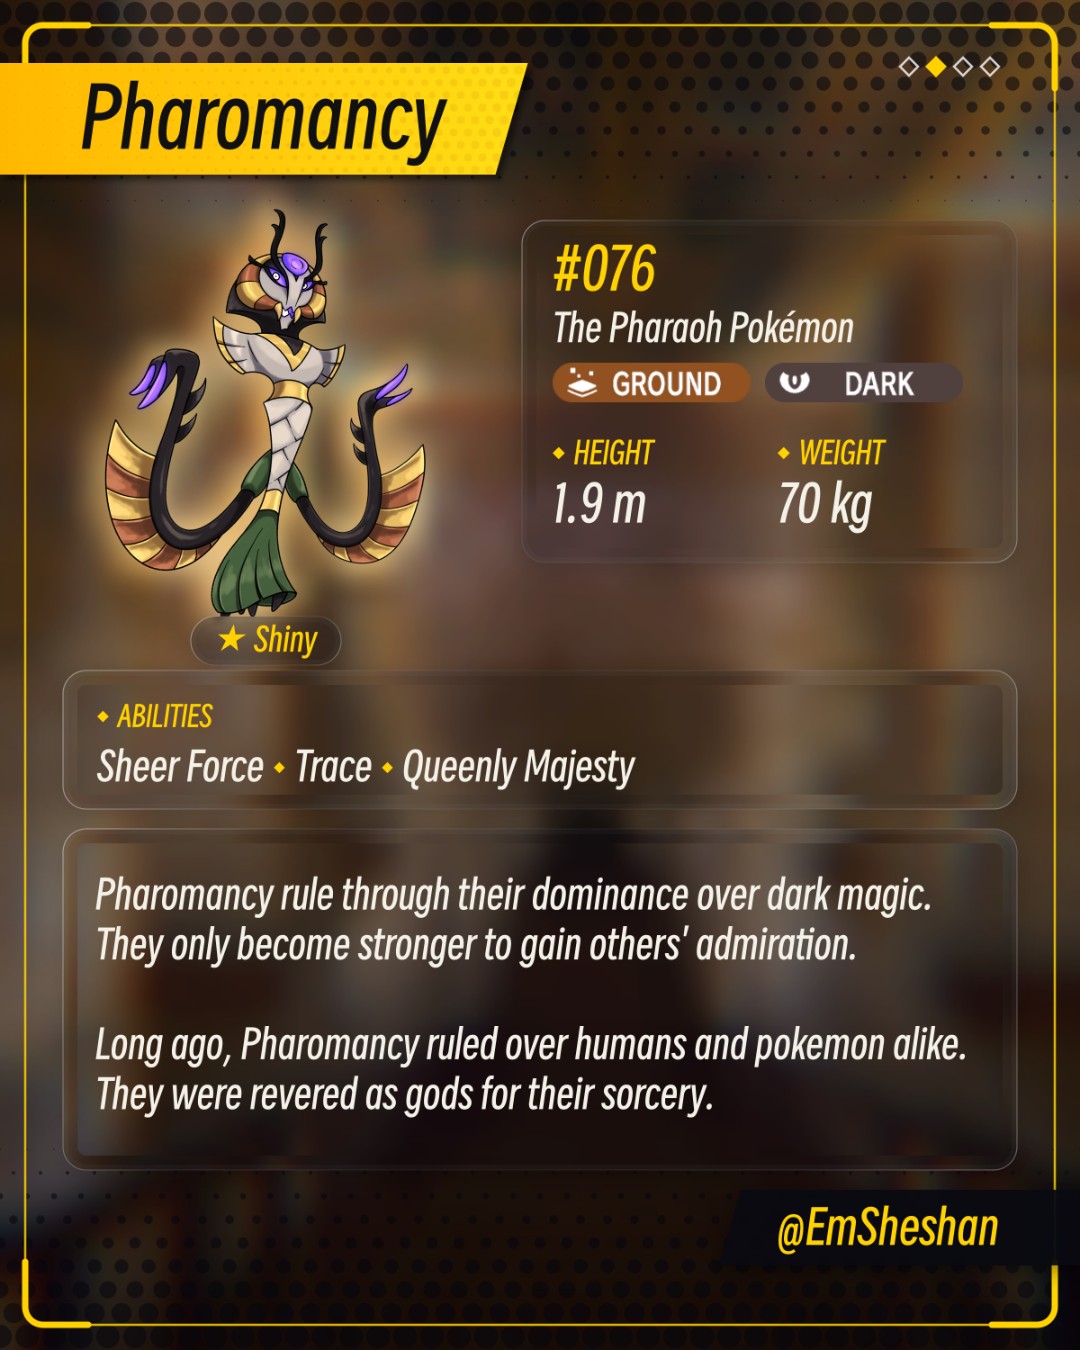 Pharomancy
#076
The Pharaoh Pokémon
GROUND DARK
HEIGHT WEIGHT
1.9 m 70 kg
Shiny
ABILITIES
Sheer Force • Trace • Queenly Majesty
Pharomancy rule through their dominance over dark magic.
They only become stronger to gain others' admiration.
Long ago, Pharomancy ruled over humans and pokemon alike.
They were revered as gods for their sorcery.
@EmSheshan